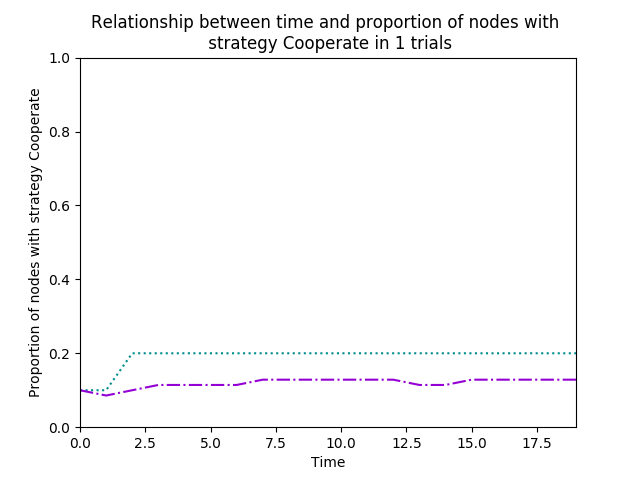 Relationship between time and proportion of nodes with
strategy Cooperate in 1 trials
Proportion of nodes with strategy Cooperate
1.0
0.8
0.6
0.4
0.2
0.0
0.0 2.5 5.0 7.5 10.0 12.5 15.0 17.5
Time